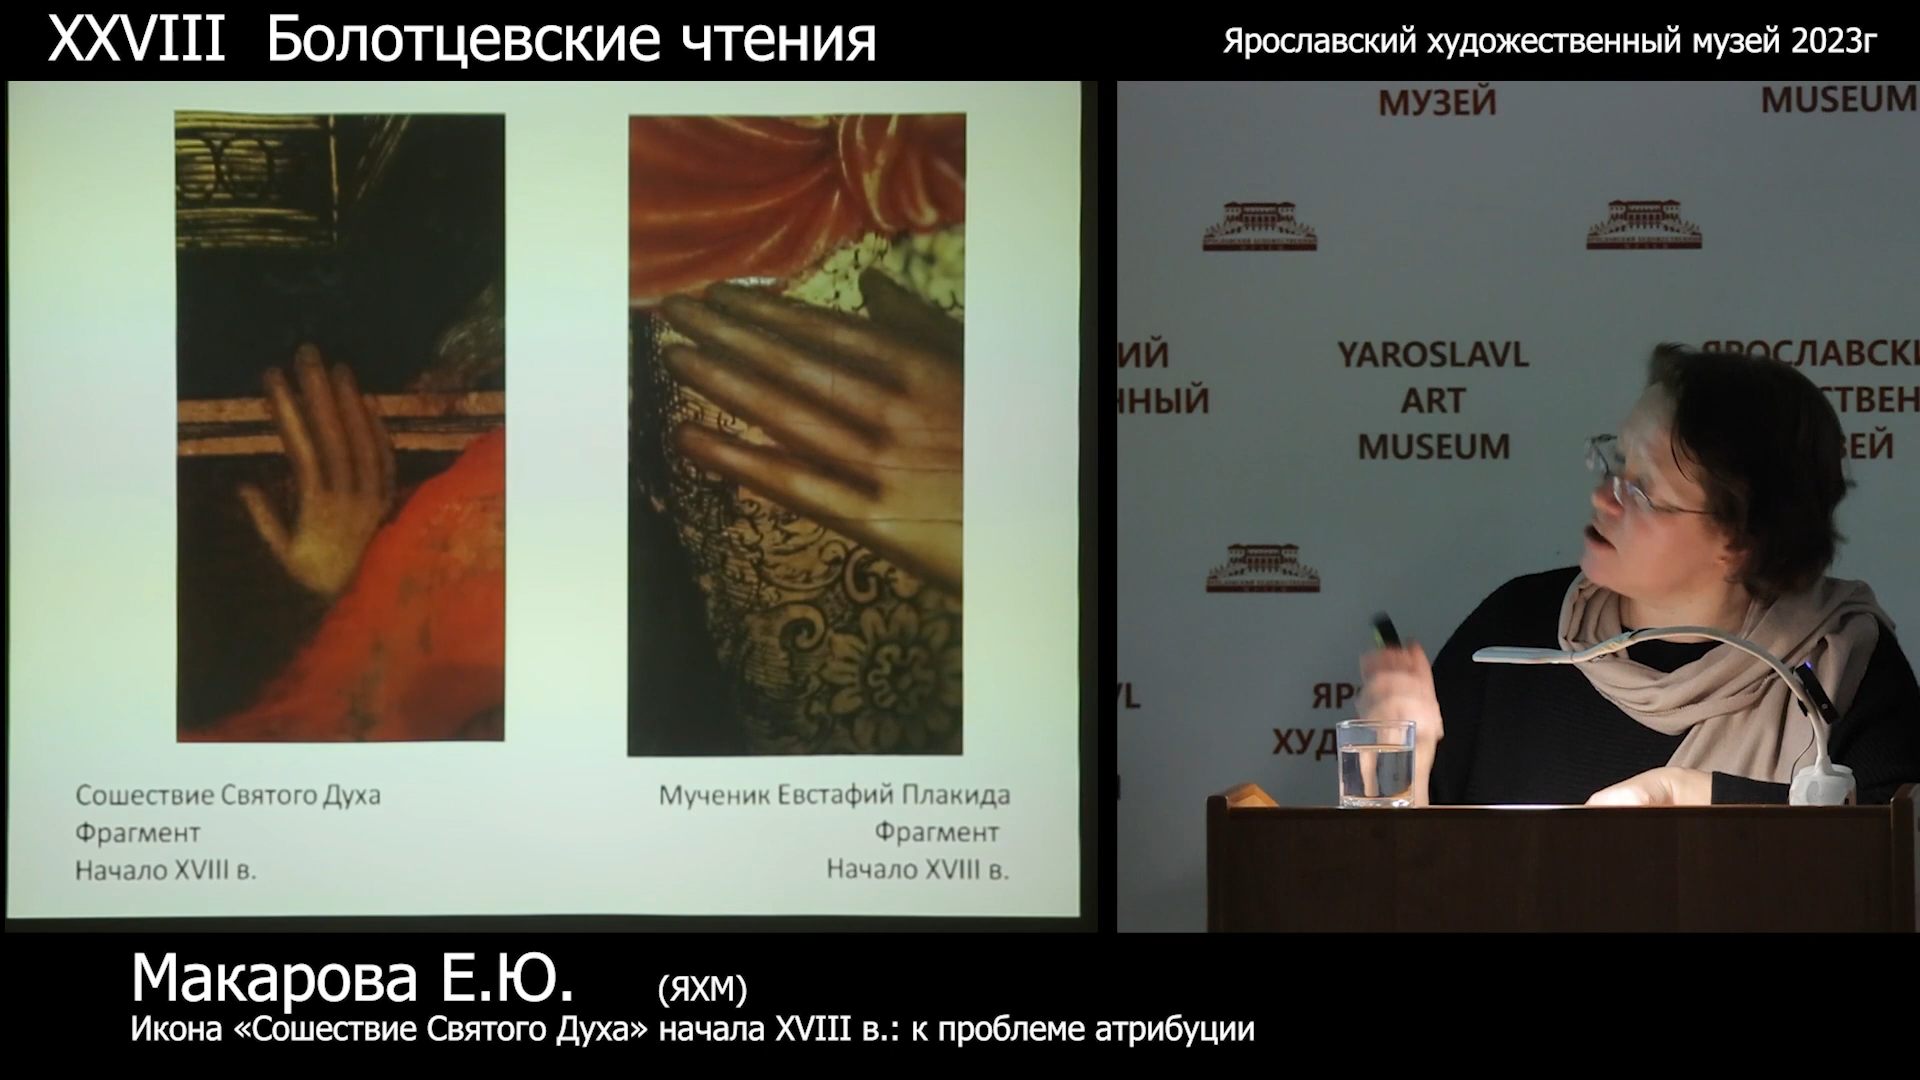 XXVIII Болотцевские чтения
Ярославский художественный музей 2023г
Сошествие Святого Духа
Фрагмент
Начало XVIII в.
Мученик Евстафий Плакида
Фрагмент
Начало XVIII в.
МУЗЕЙ
MUSEUM
YAROSLAVL
ART
MUSEUM
Макарова Е.Ю. (ЯХМ)
Икона «Сошествие Святого Духа» начала XVIII в.: к проблеме атрибуции